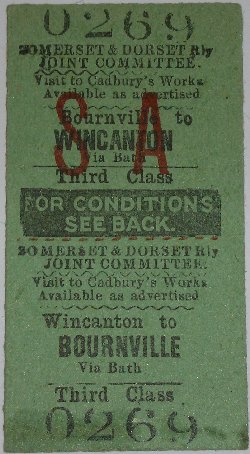 0269
SOMERSET & DORSET Rly
JOINT COMMITTEE.
Visit to Cadbury's Works
Available as advertised
Bournville to
WINCANTON
Via Bath
S A
Third Class
FOR CONDITIONS
SEE BACK.
SOMERSET & DORSET Rly
JOINT COMMITTEE.
Visit to Cadbury's Works
Available as advertised
Wincanton to
BOURNVILLE
Via Bath
Third Class
0269